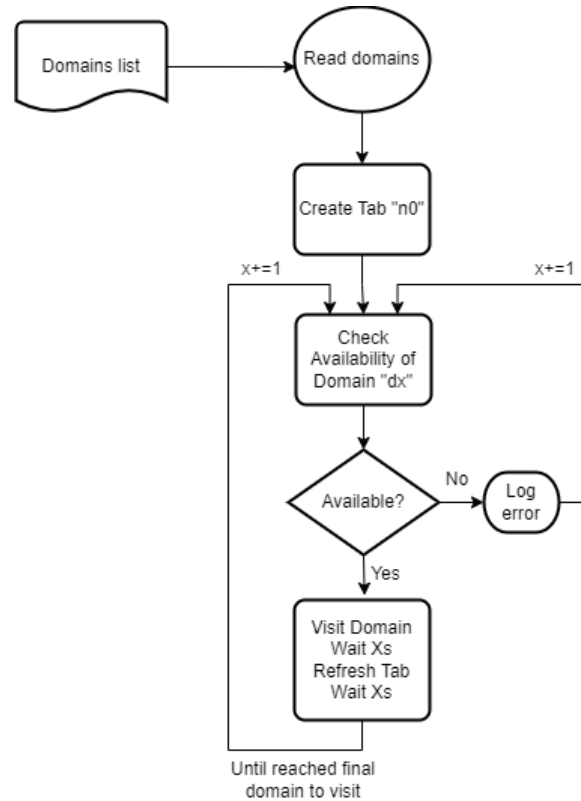 Domains list
Read domains
Create Tab "n0"
x+=1
x+=1
Check
Availability of
Domain "dx"
Available?
No
Log
error
Yes
Visit Domain
Wait Xs
Refresh Tab
Wait Xs
Until reached final
domain to visit